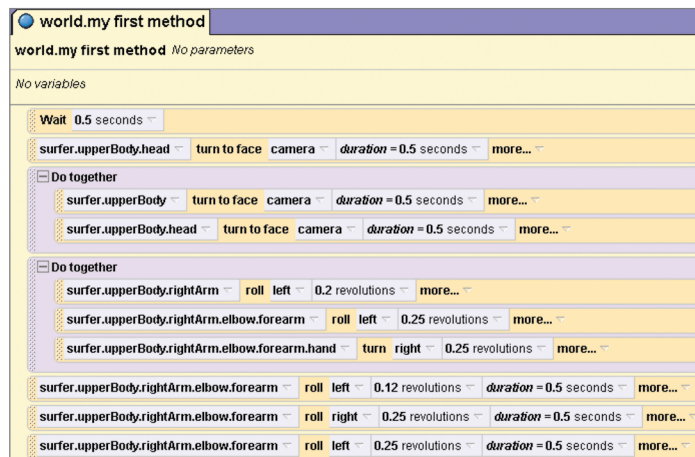 world.my first method
world.my first method No parameters
No variables
Wait 0.5 seconds
surfer.upperBody.head turn to face camera duration = 0.5 seconds more...
Do together
surfer.upperBody turn to face camera duration = 0.5 seconds more...
surfer.upperBody.head turn to face camera duration = 0.5 seconds more...
Do together
surfer.upperBody.rightArm roll left 0.2 revolutions more...
surfer.upperBody.rightArm.elbow.forearm roll left 0.25 revolutions more...
surfer.upperBody.rightArm.elbow.forearm.hand turn right 0.25 revolutions more...
surfer.upperBody.rightArm.elbow.forearm roll left 0.12 revolutions duration = 0.5 seconds more...
surfer.upperBody.rightArm.elbow.forearm roll right 0.25 revolutions duration = 0.5 seconds more...
surfer.upperBody.rightArm.elbow.forearm roll left 0.25 revolutions duration = 0.5 seconds more...